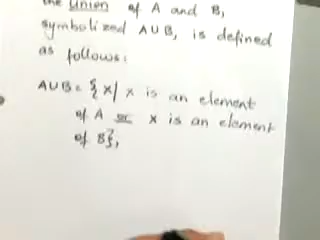 the Union of A and B,
symbolized A∪B, is defined
as follows:
A∪B = { x | x is an element
of A or x is an element
of B},